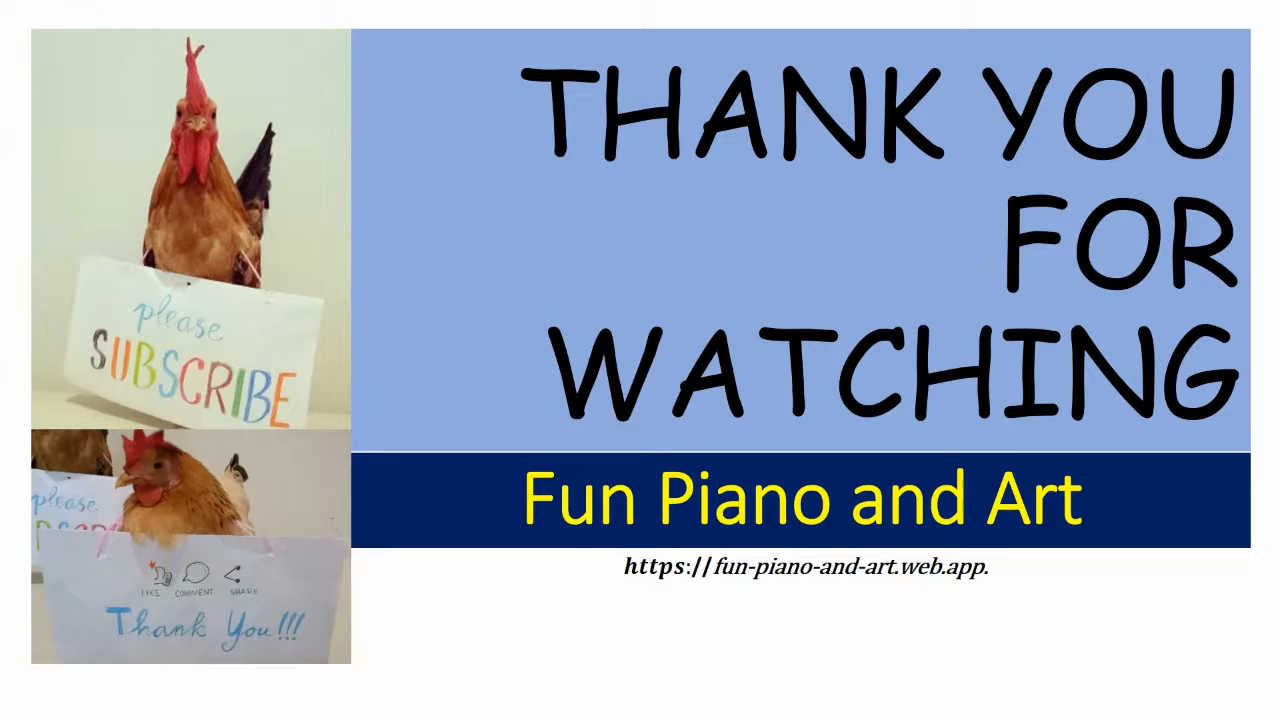 THANK YOU
FOR
WATCHING
Fun Piano and Art
https://fun-piano-and-art.web.app.
please
SUBSCRIBE
please
LIKE COMMENT SHARE
Thank You!!!